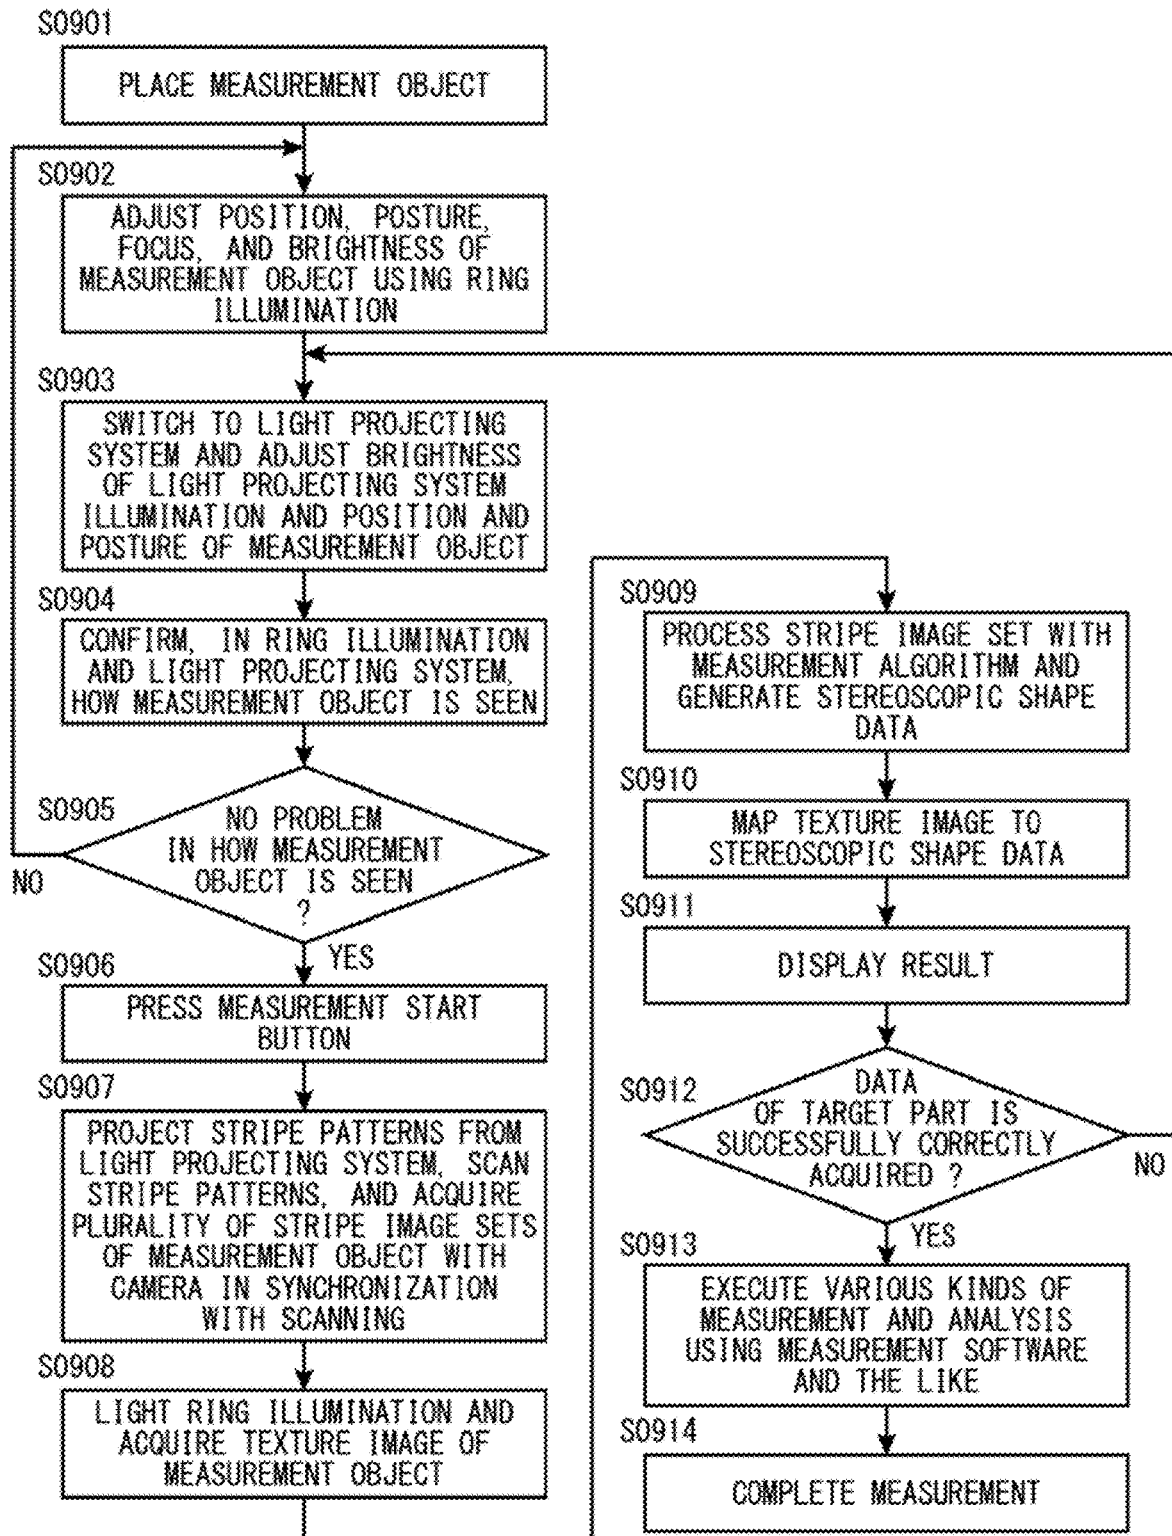 S0901
PLACE MEASUREMENT OBJECT
S0902
ADJUST POSITION, POSTURE,
FOCUS, AND BRIGHTNESS OF
MEASUREMENT OBJECT USING RING
ILLUMINATION
S0903
SWITCH TO LIGHT PROJECTING
SYSTEM AND ADJUST BRIGHTNESS
OF LIGHT PROJECTING SYSTEM
ILLUMINATION AND POSITION AND
POSTURE OF MEASUREMENT OBJECT
S0904
CONFIRM, IN RING ILLUMINATION
AND LIGHT PROJECTING SYSTEM,
HOW MEASUREMENT OBJECT IS SEEN
S0905
NO PROBLEM
IN HOW MEASUREMENT
OBJECT IS SEEN
?
NO
YES
S0906
PRESS MEASUREMENT START
BUTTON
S0907
PROJECT STRIPE PATTERNS FROM
LIGHT PROJECTING SYSTEM, SCAN
STRIPE PATTERNS, AND ACQUIRE
PLURALITY OF STRIPE IMAGE SETS
OF MEASUREMENT OBJECT WITH
CAMERA IN SYNCHRONIZATION
WITH SCANNING
S0908
LIGHT RING ILLUMINATION AND
ACQUIRE TEXTURE IMAGE OF
MEASUREMENT OBJECT
S0909
PROCESS STRIPE IMAGE SET WITH
MEASUREMENT ALGORITHM AND
GENERATE STEREOSCOPIC SHAPE
DATA
S0910
MAP TEXTURE IMAGE TO
STEREOSCOPIC SHAPE DATA
S0911
DISPLAY RESULT
S0912
DATA
OF TARGET PART IS
SUCCESSFULLY CORRECTLY
ACQUIRED ?
NO
YES
S0913
EXECUTE VARIOUS KINDS OF
MEASUREMENT AND ANALYSIS
USING MEASUREMENT SOFTWARE
AND THE LIKE
S0914
COMPLETE MEASUREMENT